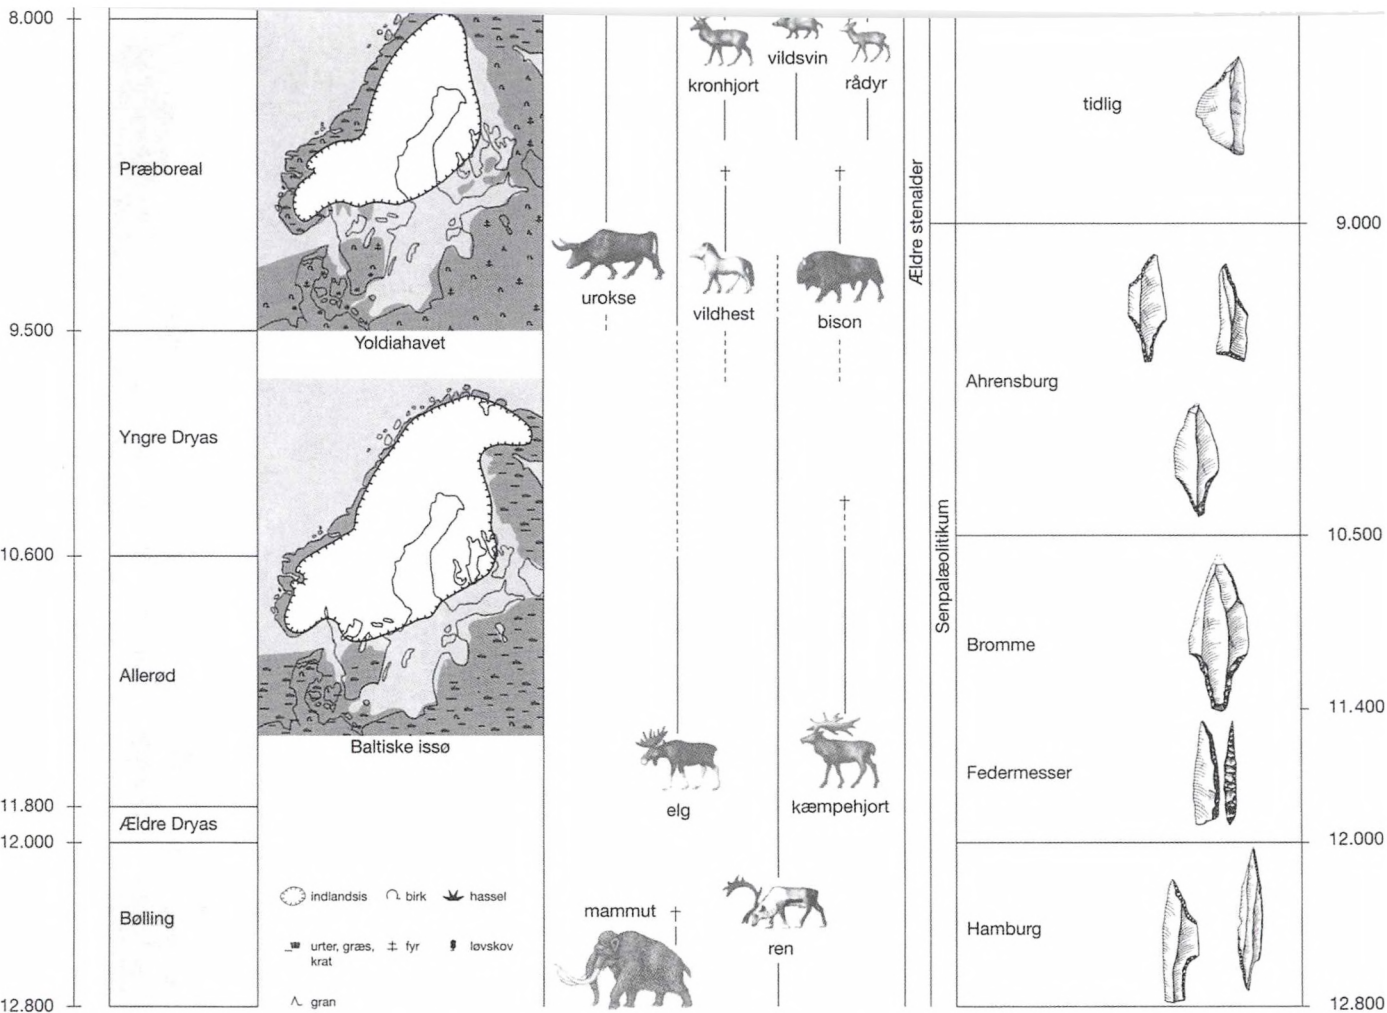 8.000
9.500
10.600
11.800
12.000
12.800
Præboreal
Yngre Dryas
Allerød
Ældre Dryas
Bølling
Yoldiahavet
Baltiske issø
indlandsis
birk
hassel
urter, græs,
krat
fyr
løvskov
gran
kronhjort
vildsvin
rådyr
urokse
vildhest
bison
elg
kæmpehjort
mammut
ren
Ældre stenalder
Senpalæolitikum
tidlig
Ahrensburg
Bromme
Federmesser
Hamburg
9.000
10.500
11.400
12.000
12.800